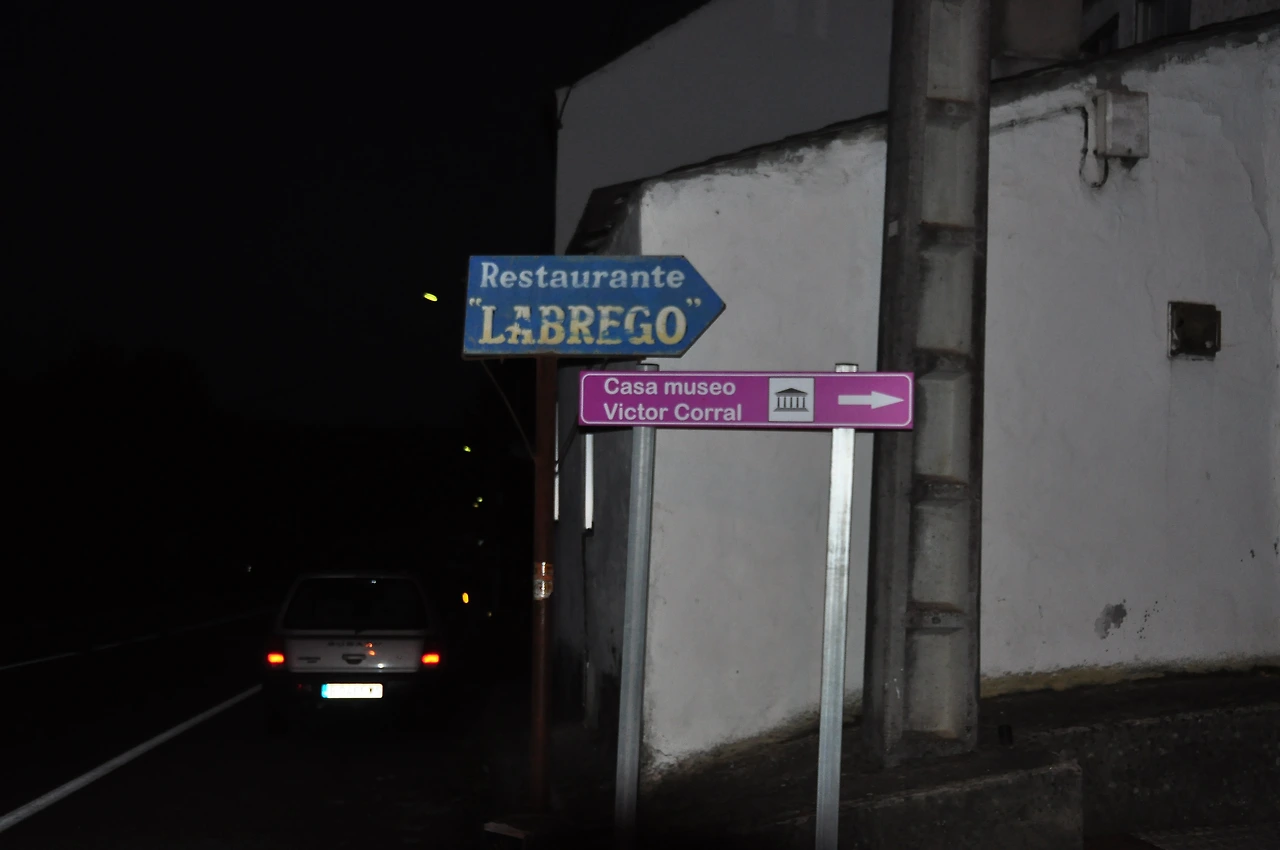 Restaurante
"LABREGO"
Casa museo
Victor Corral